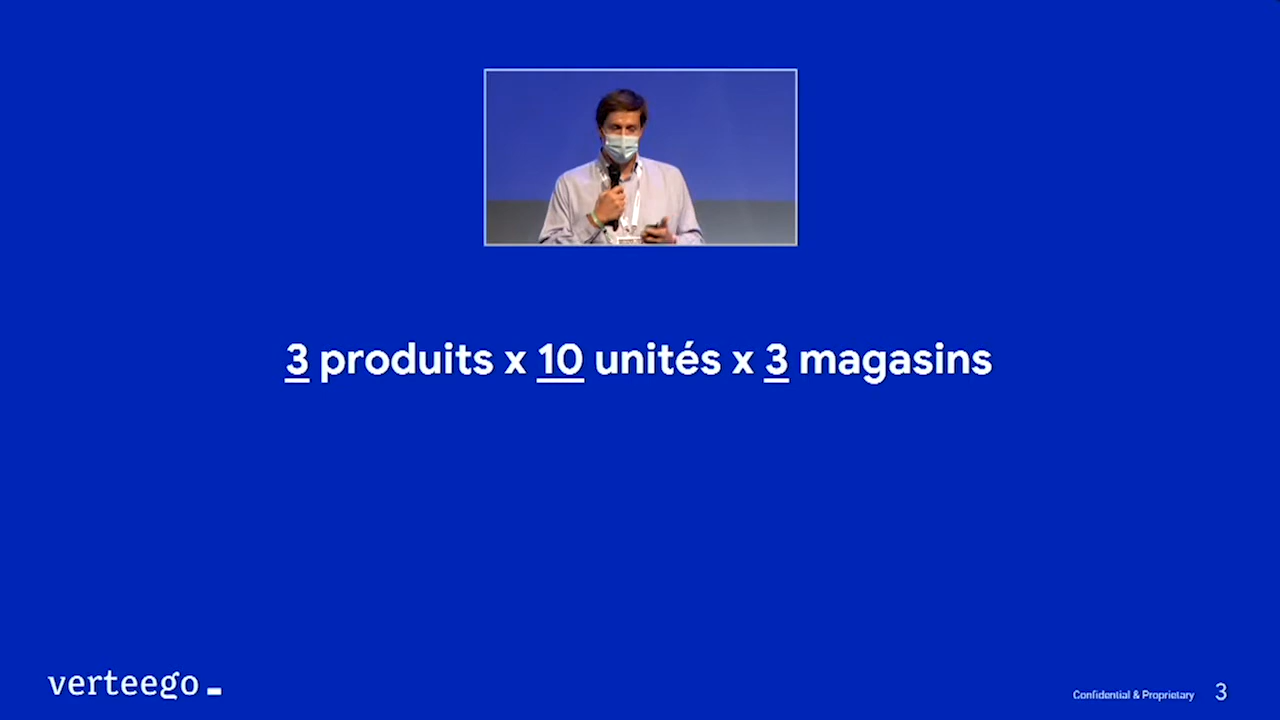 3 produits x 10 unités x 3 magasins
verteego
Confidential & Proprietary
3